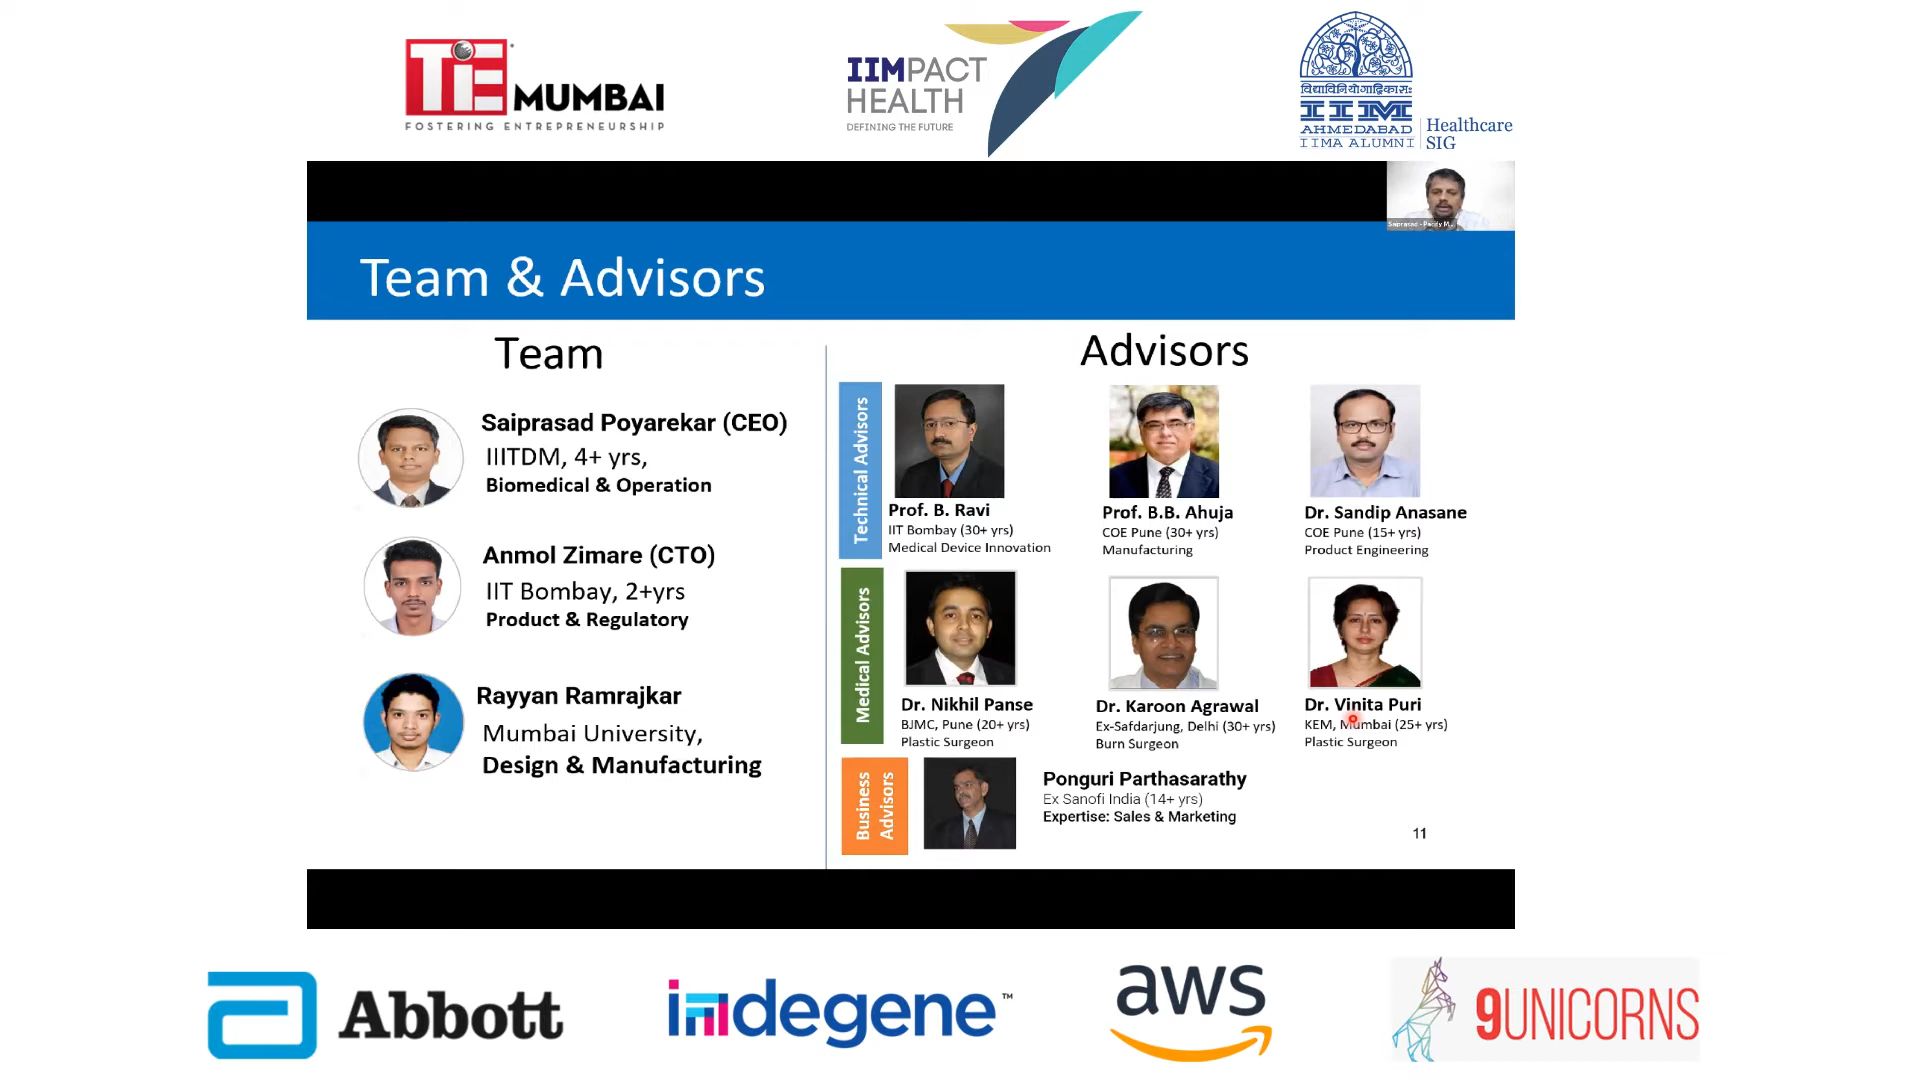 TiE MUMBAI
FOSTERING ENTREPRENEURSHIP
IIMPACT
HEALTH
DEFINING THE FUTURE
विद्याविनियोगाद्विकासः
IIM
AHMEDABAD
IIMA ALUMNI
Healthcare
SIG
Team & Advisors
Team
Saiprasad Poyarekar (CEO)
IIITDM, 4+ yrs,
Biomedical & Operation
Anmol Zimare (CTO)
IIT Bombay, 2+yrs
Product & Regulatory
Rayyan Ramrajkar
Mumbai University,
Design & Manufacturing
Advisors
Technical Advisors
Prof. B. Ravi
IIT Bombay (30+ yrs)
Medical Device Innovation
Prof. B.B. Ahuja
COE Pune (30+ yrs)
Manufacturing
Dr. Sandip Anasane
COE Pune (15+ yrs)
Product Engineering
Medical Advisors
Dr. Nikhil Panse
BJMC, Pune (20+ yrs)
Plastic Surgeon
Dr. Karoon Agrawal
Ex-Safdarjung, Delhi (30+ yrs)
Burn Surgeon
Dr. Vinita Puri
KEM, Mumbai (25+ yrs)
Plastic Surgeon
Business
Advisors
Ponguri Parthasarathy
Ex Sanofi India (14+ yrs)
Expertise: Sales & Marketing
11
Abbott
indegene™
aws
9UNICORNS